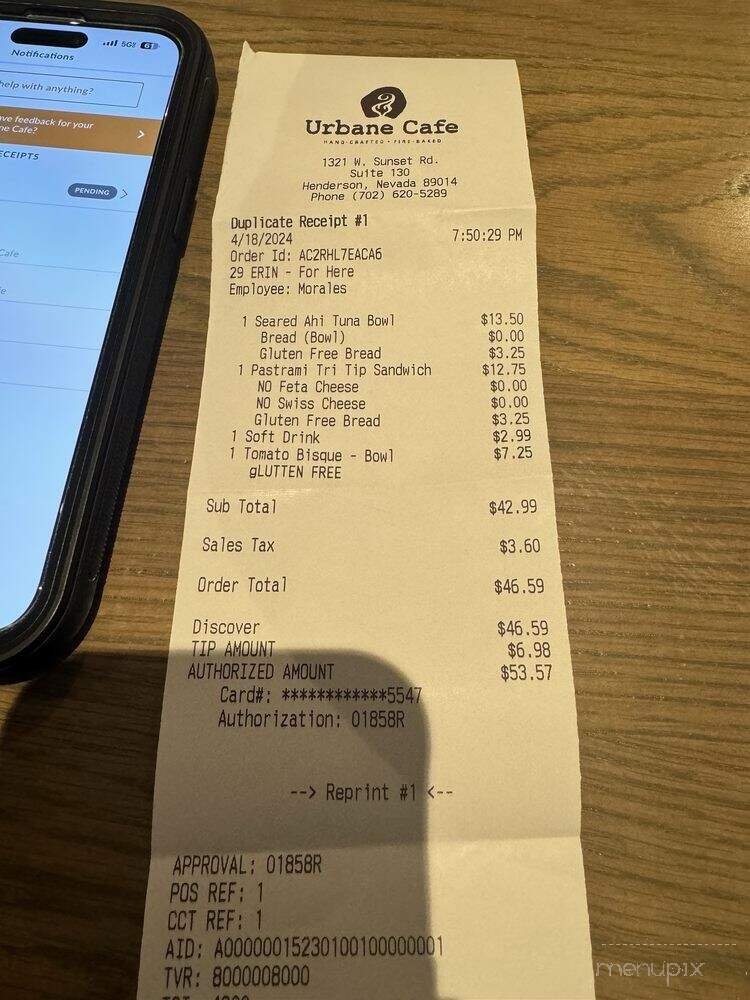 5GE 61
Notifications
help with anything?
ave feedback for your
ne Cafe?
ECEIPTS
PENDING
Cafe
fe
Urbane Cafe
HAND-CRAFTED • FIRE-BAKED
1321 W. Sunset Rd.
Suite 130
Henderson, Nevada 89014
Phone (702) 620-5289
Duplicate Receipt #1
4/18/2024 7:50:29 PM
Order Id: AC2RHL7EACA6
29 ERIN - For Here
Employee: Morales
1 Seared Ahi Tuna Bowl $13.50
Bread (Bowl) $0.00
Gluten Free Bread $3.25
1 Pastrami Tri Tip Sandwich $12.75
NO Feta Cheese $0.00
NO Swiss Cheese $0.00
Gluten Free Bread $3.25
1 Soft Drink $2.99
1 Tomato Bisque - Bowl $7.25
gLUTTEN FREE
Sub Total $42.99
Sales Tax $3.60
Order Total $46.59
Discover $46.59
TIP AMOUNT $6.98
AUTHORIZED AMOUNT $53.57
Card#: ************5547
Authorization: 01858R
--> Reprint #1 <--
APPROVAL: 01858R
POS REF: 1
CCT REF: 1
AID: A0000001523010010000001
TVR: 8000008000
menupix